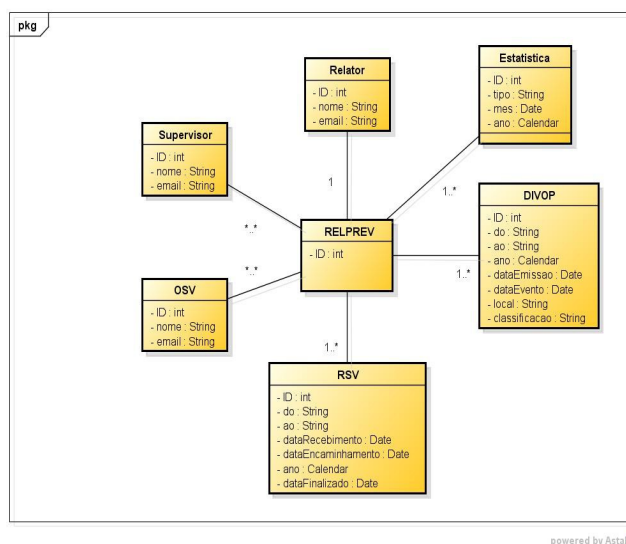 pkg
Relator
- ID : int
- nome : String
- email : String
Estatistica
- ID : int
- tipo : String
- mes : Date
- ano : Calendar
Supervisor
- ID : int
- nome : String
- email : String
1
1..*
*..*
RELPREV
- ID : int
DIVOP
- ID : int
- do : String
- ao : String
- ano : Calendar
- dataEmissao : Date
- dataEvento : Date
- local : String
- classificacao : String
*..*
1..*
OSV
- ID : int
- nome : String
- email : String
1..*
RSV
- ID : int
- do : String
- ao : String
- dataRecebimento : Date
- dataEncaminhamento : Date
- ano : Calendar
- dataFinalizado : Date
powered by Astah